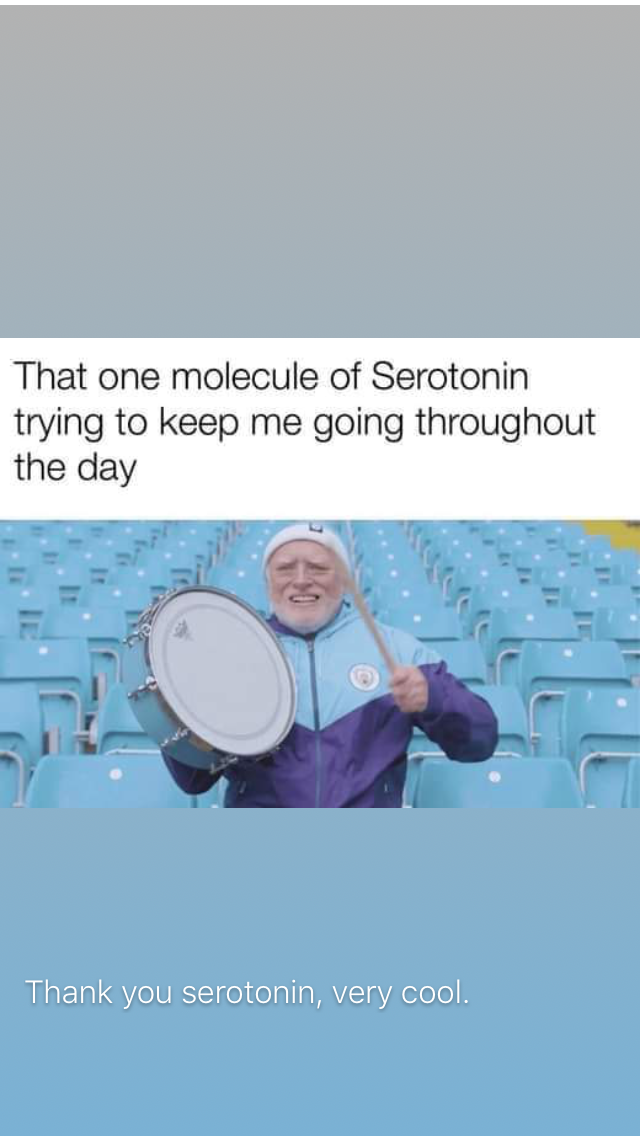 That one molecule of Serotonin
trying to keep me going throughout
the day
Thank you serotonin, very cool.